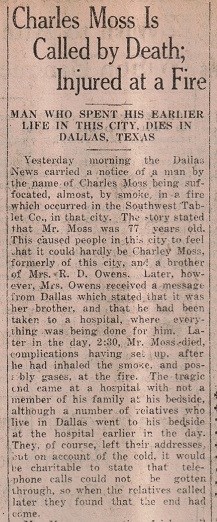 Charles Moss Is
Called by Death;
Injured at a Fire
MAN WHO SPENT HIS EARLIER
LIFE IN THIS CITY, DIES IN
DALLAS, TEXAS
Yesterday morning the Dallas
News carried a notice of a man by
the name of Charles Moss being suf-
focated, almost, by smoke, in a fire
which occurred in the Southwest Tab-
let Co., in that city. The story stated
that Mr. Moss was 77 years old.
This caused people in this city to feel
that it could hardly be Charley Moss,
formerly of this city, and a brother
of Mrs. R. D. Owens. Later, how-
ever, Mrs. Owens received a message
from Dallas which stated that it was
her brother, and that he had been
taken to a hospital, where every-
thing was being done for him. La-
ter in the day, 2:30, Mr. Moss died,
complications having set up, after
he had inhaled the smoke, and pos-
bly gases, at the fire. The tragic
end came at a hospital with not a
member of his family at his bedside,
although a number of relatives who
live in Dallas went to his bedside
at the hospital earlier in the day.
They, of course, left their addresses,
but on account of the cold, it would
be charitable to state that tele-
phone calls could not be gotten
through, so when the relatives called
later they found that the end had
come.